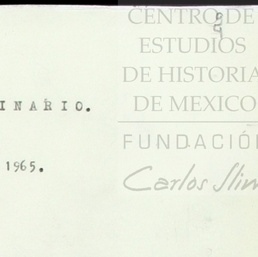 CENTRO DE
ESTUDIOS
DE HISTORIA
DE MEXICO
INARIO.
FUNDACIÓN
1965.
Carlos Slim